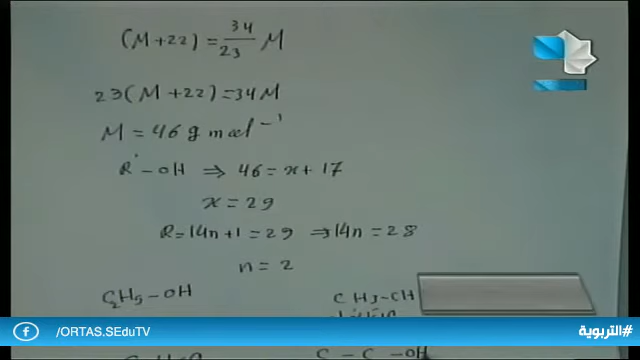 (M+22) = 34/23 M
23(M+22)=34M
M = 46 g mol⁻¹
R'-OH ⇒ 46 = x + 17
x = 29
R=14n+1=29 ⇒ 14n=28
n = 2
C₂H₅-OH
CH₃-CH
C - C - OH
/ORTAS.SEduTV
#التربوية